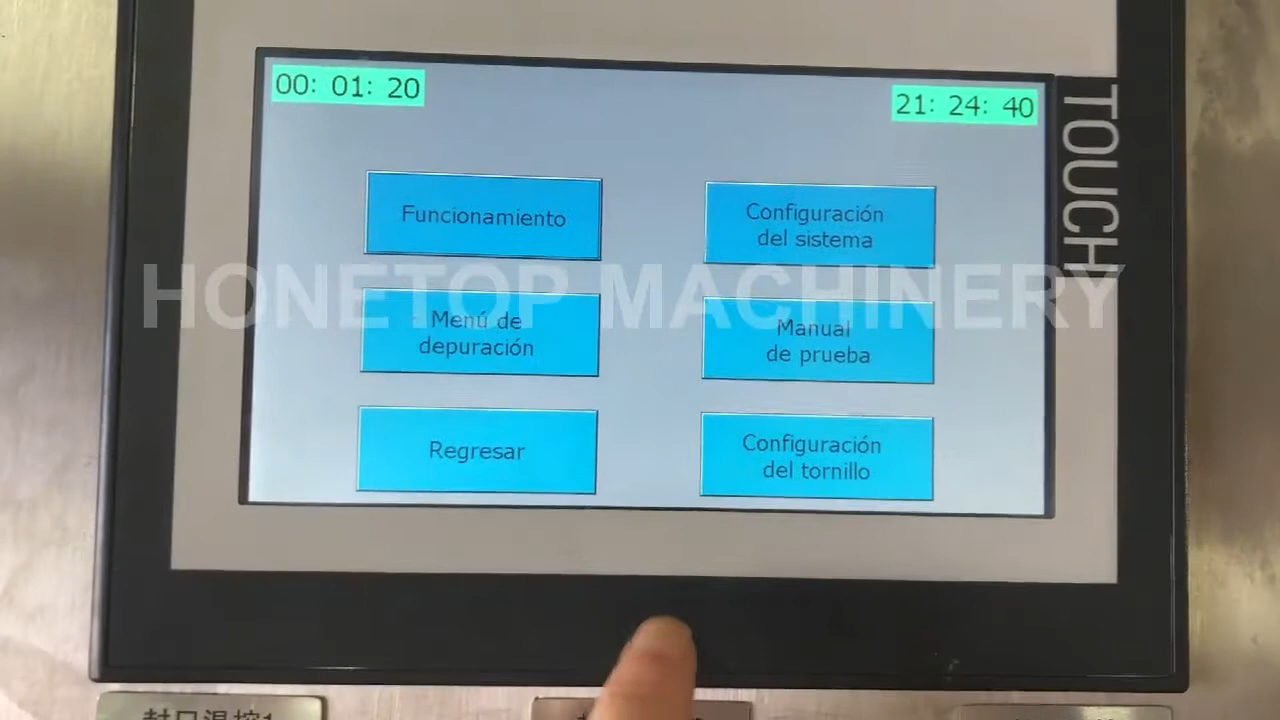 00: 01: 20
21: 24: 40
TOUCH
Funcionamiento
Configuración
del sistema
HONETOP MACHINERY
Menú de
depuración
Manual
de prueba
Regresar
Configuración
del tornillo
封口温控1